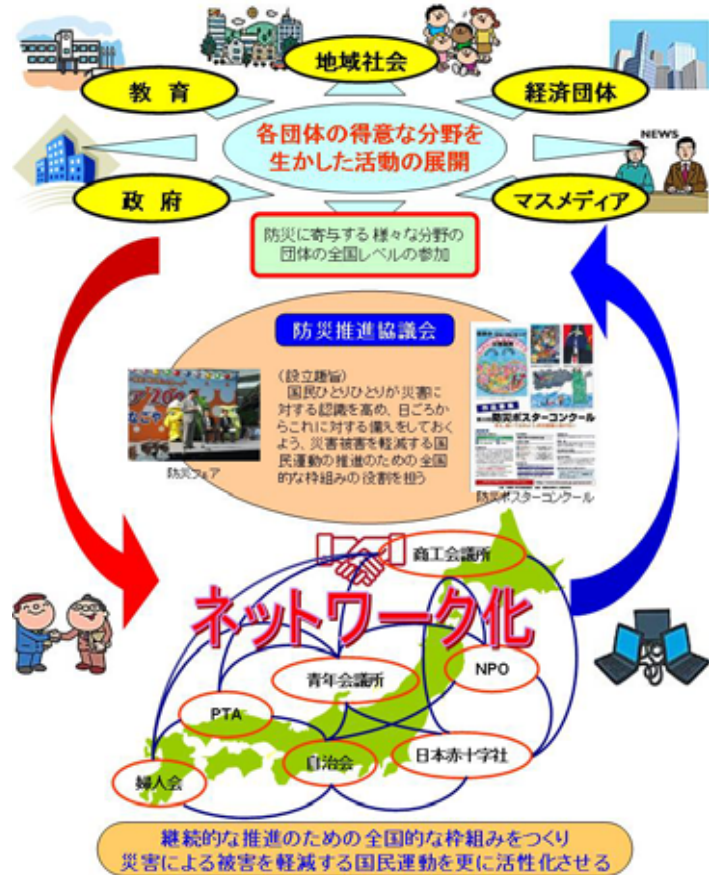 地域社会
教育
経済団体
各団体の得意な分野を
生かした活動の展開
NEWS
政府
マスメディア
防災に寄与する様々な分野の
団体の全国レベルの参加
防災推進協議会
(設立趣旨)
国民ひとりひとりが災害に
対する認識を高め、日ごろか
らこれに対する備えをしておく
よう、災害被害を軽減する国
民運動の推進のための全国
的な枠組みの役割を担う
防災フェア
防災ポスターコンクール
防災ポスターコンクール
商工会議所
ネットワーク化
青年会議所
NPO
PTA
自治会
日本赤十字社
婦人会
継続的な推進のための全国的な枠組みをつくり
災害による被害を軽減する国民運動を更に活性化させる